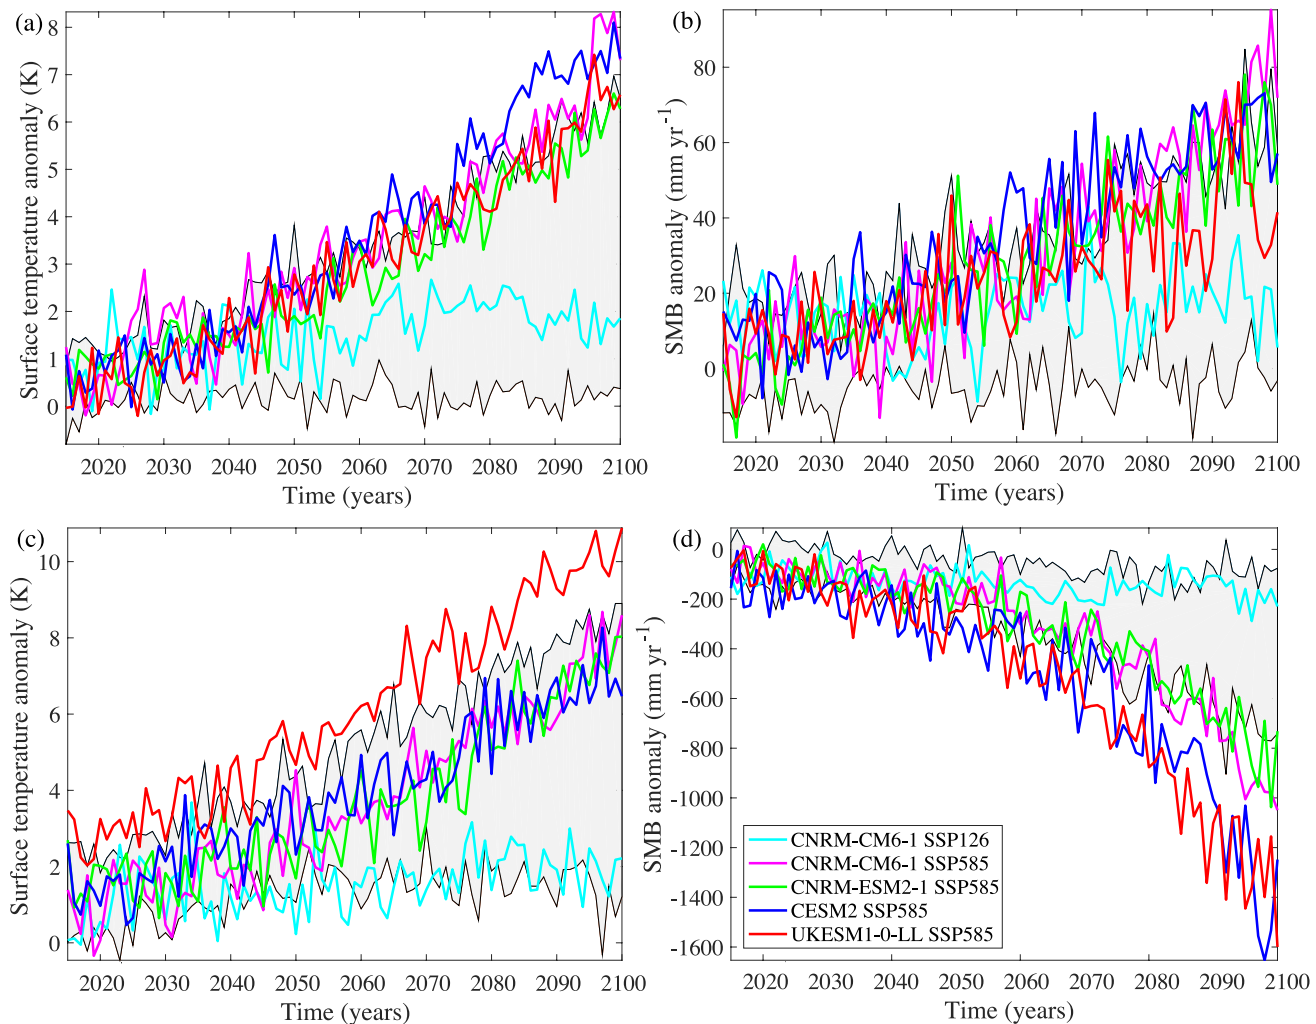 (a)
Surface temperature anomaly (K)
8
7
6
5
4
3
2
1
0
2020 2030 2040 2050 2060 2070 2080 2090 2100
Time (years)
(b)
SMB anomaly (mm yr-1)
80
60
40
20
0
2020 2030 2040 2050 2060 2070 2080 2090 2100
Time (years)
(c)
Surface temperature anomaly (K)
10
8
6
4
2
0
2020 2030 2040 2050 2060 2070 2080 2090 2100
Time (years)
(d)
SMB anomaly (mm yr-1)
0
-200
-400
-600
-800
-1000
-1200
-1400
-1600
CNRM-CM6-1 SSP126
CNRM-CM6-1 SSP585
CNRM-ESM2-1 SSP585
CESM2 SSP585
UKESM1-0-LL SSP585
2020 2030 2040 2050 2060 2070 2080 2090 2100
Time (years)